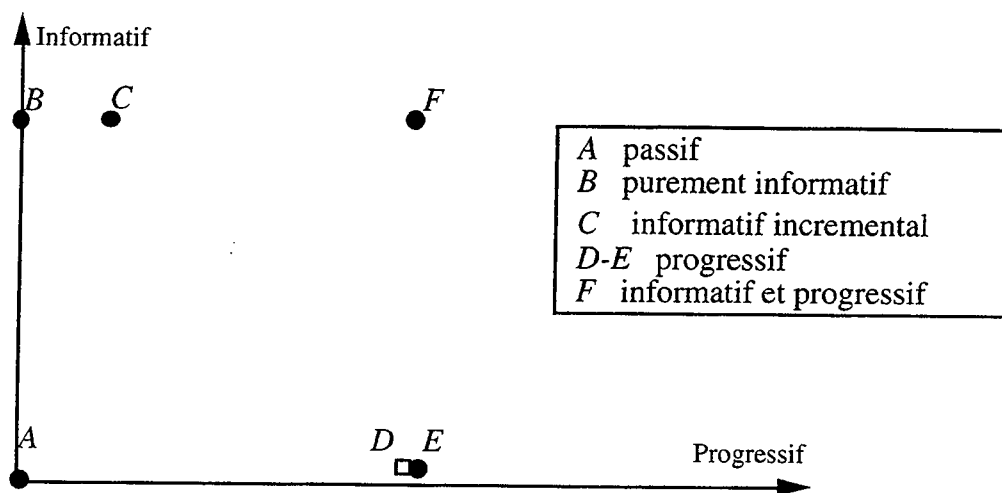 Informatif
B
C
F
A passif
B purement informatif
C informatif incremental
D-E progressif
F informatif et progressif
A
D
E
Progressif